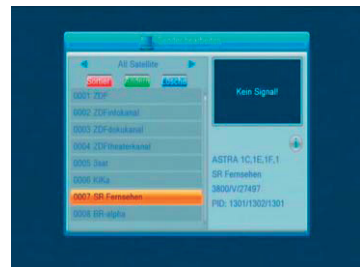 All Satellite
0001 ZDF
0002 ZDFinfokanal
0003 ZDFdokukanal
0004 ZDFtheaterkanal
0005 3sat
0006 KiKa
0007 SR Fernsehen
0008 BR-alpha
Kein Signal!
ASTRA 1C,1E,1F,1
SR Fernsehen
3800/V/27497
PID: 1301/1302/1301